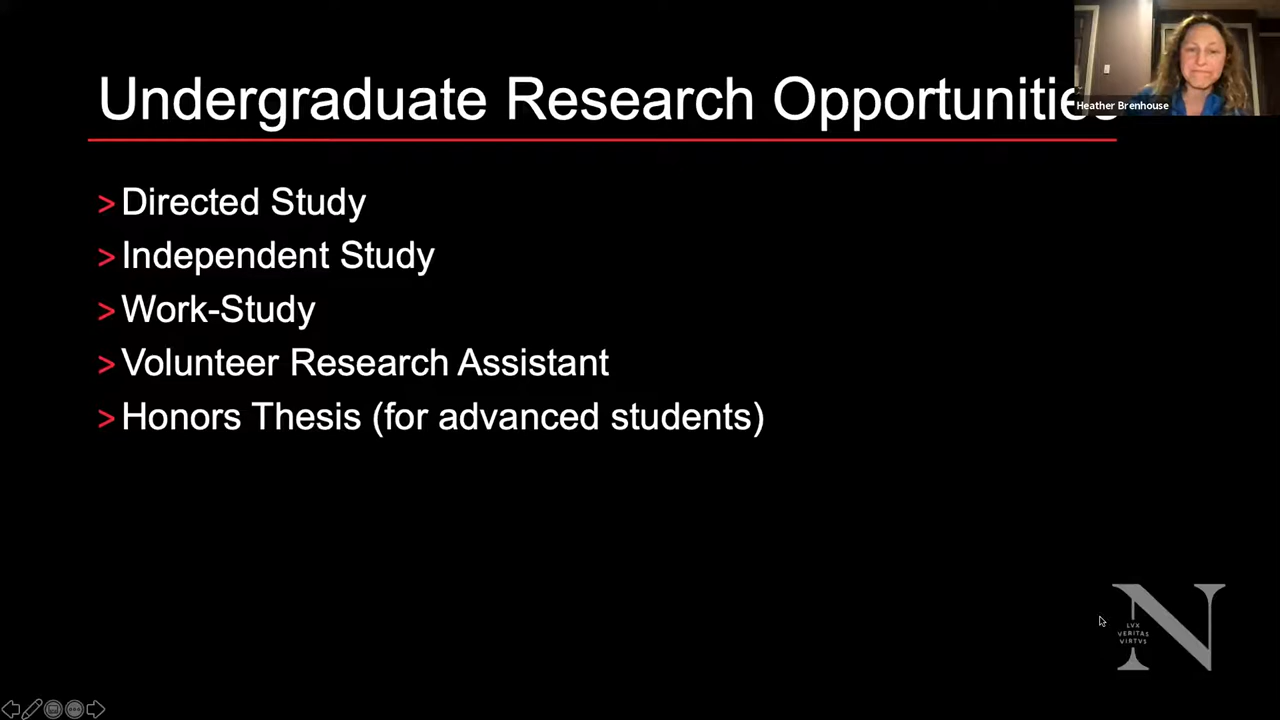 Undergraduate Research Opportunities
Heather Brenhouse
> Directed Study
> Independent Study
> Work-Study
> Volunteer Research Assistant
> Honors Thesis (for advanced students)
N
LVX
VERITAS
VIRTVS